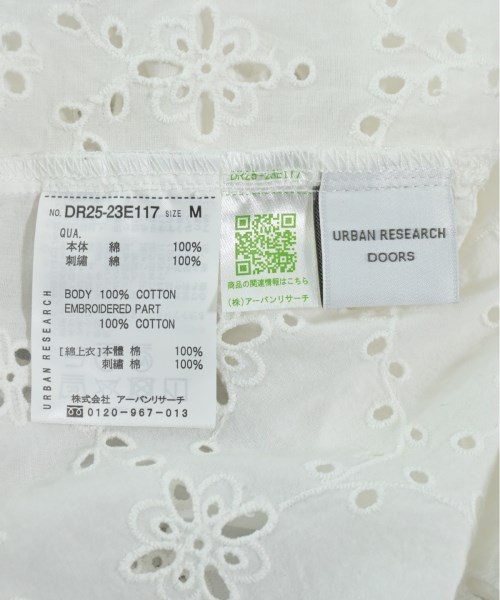 NO. DR25-23E117 SIZE M
QUA.
本体 綿 100%
刺繍 綿 100%
BODY 100% COTTON
EMBROIDERED PART
100% COTTON
[綿上衣]本體 棉 100%
刺繍 棉 100%
株式会社 アーバンリサーチ
0120-967-013
URBAN RESEARCH
商品の関連情報はこちら
(株)アーバンリサーチ
URBAN RESEARCH
DOORS